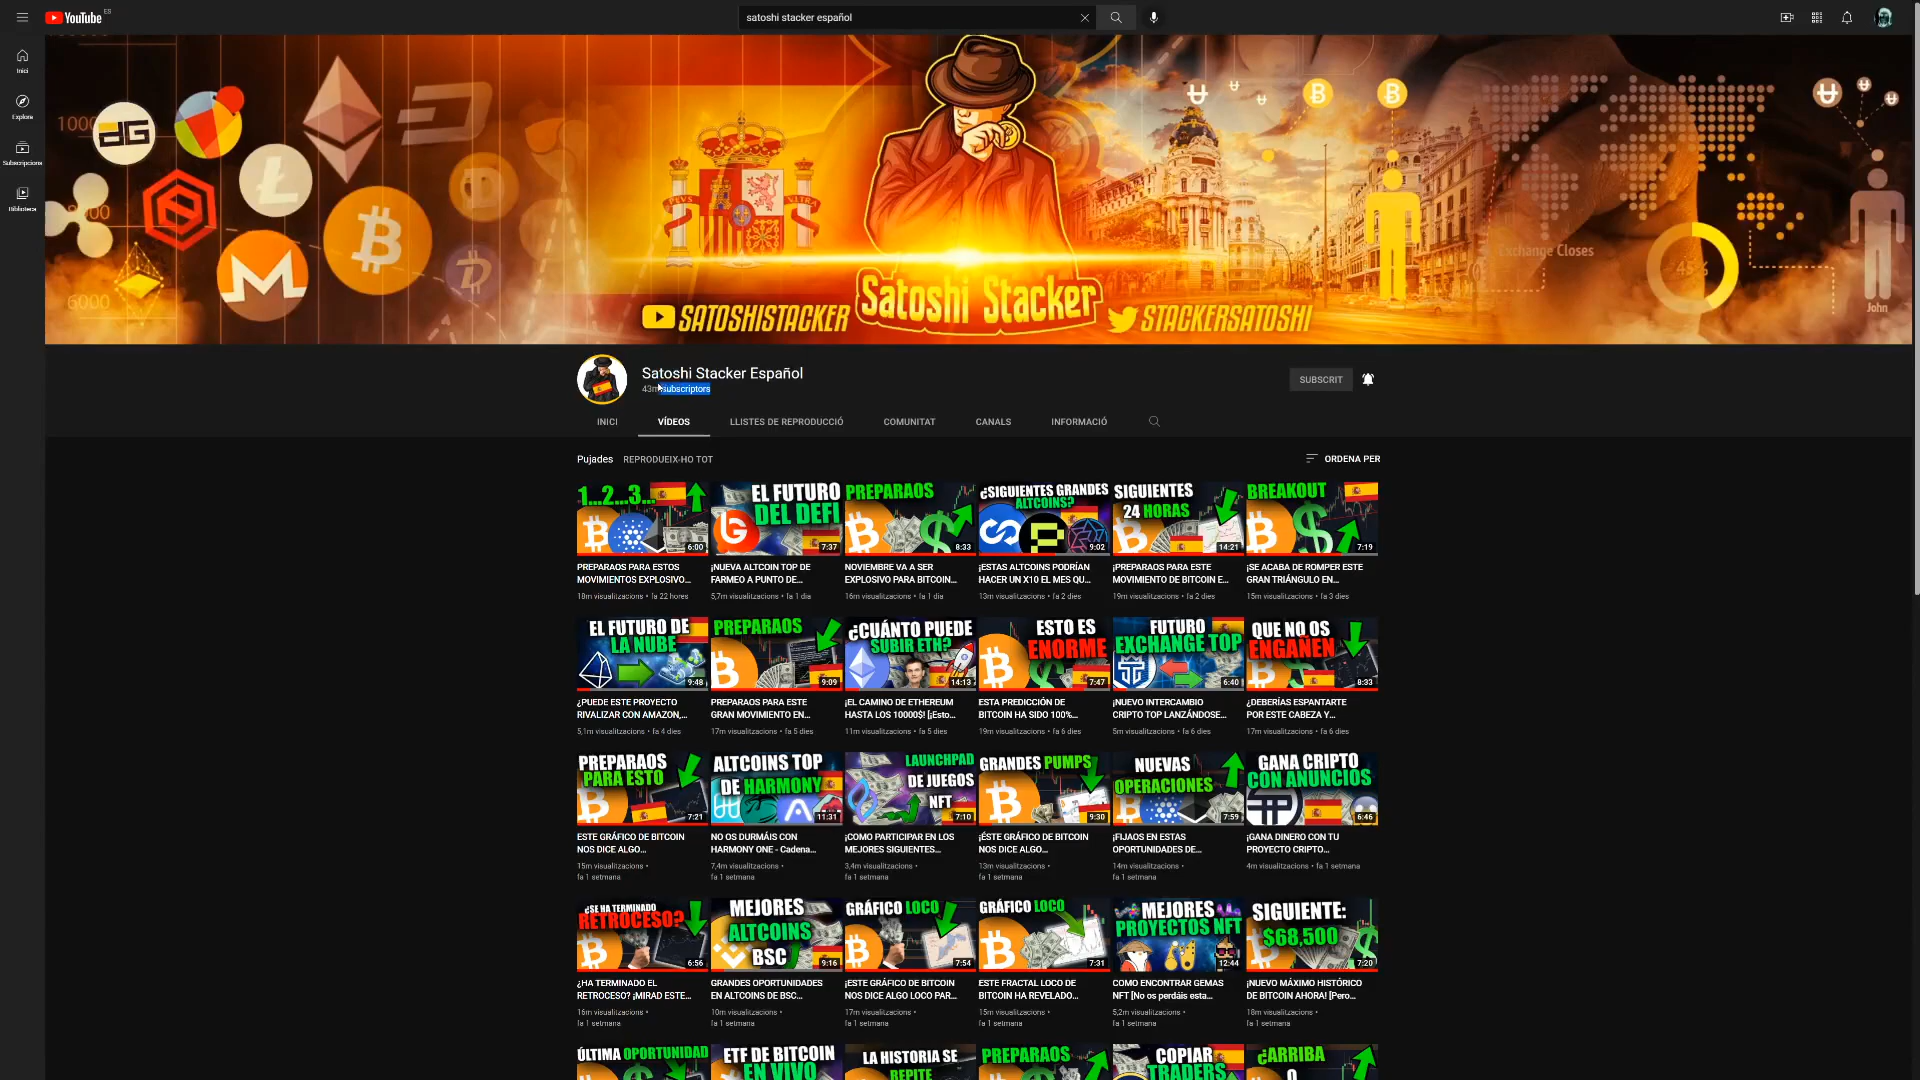 YouTube ES
satoshi stacker español
Inici
Explore
Subscripcions
Biblioteca
1000
8000
6000
PLVS VLTRA
Exchange Closes
45%
John
Satoshi Stacker
SATOSHISTACKER
STACKERSATOSHI
Satoshi Stacker Español
43m subscriptors
SUBSCRIT
INICI
VÍDEOS
LLISTES DE REPRODUCCIÓ
COMUNITAT
CANALS
INFORMACIÓ
Pujades
REPRODUEIX-HO TOT
ORDENA PER
1...2...3...
6:00
EL FUTURO
DEL DEFI
7:37
PREPARAOS
8:33
¿SIGUIENTES GRANDES
ALTCOINS?
9:02
SIGUIENTES
24 HORAS
14:21
BREAKOUT
7:19
PREPARAOS PARA ESTOS
MOVIMIENTOS EXPLOSIVO...
18m visualitzacions • fa 22 hores
¡NUEVA ALTCOIN TOP DE
FARMEO A PUNTO DE...
5,7m visualitzacions • fa 1 dia
NOVIEMBRE VA A SER
EXPLOSIVO PARA BITCOIN...
16m visualitzacions • fa 1 dia
¡ESTAS ALTCOINS PODRÍAN
HACER UN X10 EL MES QU...
13m visualitzacions • fa 2 dies
¡PREPARAOS PARA ESTE
MOVIMIENTO DE BITCOIN E...
19m visualitzacions • fa 2 dies
¡SE ACABA DE ROMPER ESTE
GRAN TRIÁNGULO EN...
15m visualitzacions • fa 3 dies
EL FUTURO DE
LA NUBE
9:48
PREPARAOS
9:09
¿CUÁNTO PUEDE
SUBIR ETH?
14:13
ESTO ES
ENORME
7:47
FUTURO
EXCHANGE TOP
6:40
QUE NO OS
ENGAÑEN
8:33
¿PUEDE ESTE PROYECTO
RIVALIZAR CON AMAZON,...
5,1m visualitzacions • fa 4 dies
PREPARAOS PARA ESTE
GRAN MOVIMIENTO EN...
17m visualitzacions • fa 5 dies
¡EL CAMINO DE ETHEREUM
HASTA LOS 10000$! [¡Esto...
11m visualitzacions • fa 5 dies
ESTA PREDICCIÓN DE
BITCOIN HA SIDO 100%...
19m visualitzacions • fa 6 dies
¡NUEVO INTERCAMBIO
CRIPTO TOP LANZÁNDOSE...
5m visualitzacions • fa 6 dies
¿DEBERÍAS ESPANTARTE
POR ESTE CABEZA Y...
17m visualitzacions • fa 6 dies
PREPARAOS
PARA ESTO
7:21
ALTCOINS TOP
DE HARMONY
11:31
LAUNCHPAD
DE JUEGOS
NFT
7:10
GRANDES PUMPS
9:30
NUEVAS
OPERACIONES
7:59
GANA CRIPTO
CON ANUNCIOS
6:46
ESTE GRÁFICO DE BITCOIN
NOS DICE ALGO...
15m visualitzacions •
fa 1 setmana
NO OS DURMÁIS CON
HARMONY ONE - Cadena...
7,4m visualitzacions •
fa 1 setmana
¡COMO PARTICIPAR EN LOS
MEJORES SIGUIENTES...
3,4m visualitzacions •
fa 1 setmana
¡ÉSTE GRÁFICO DE BITCOIN
NOS DICE ALGO...
13m visualitzacions •
fa 1 setmana
¡FIJAOS EN ESTAS
OPORTUNIDADES DE...
14m visualitzacions •
fa 1 setmana
¡GANA DINERO CON TU
PROYECTO CRIPTO...
4m visualitzacions • fa 1 setmana
¿SE HA TERMINADO
RETROCESO?
6:56
MEJORES
ALTCOINS
BSC
9:16
GRÁFICO LOCO
7:54
GRÁFICO LOCO
7:31
MEJORES
PROYECTOS NFT
12:44
SIGUIENTE:
$68,500
7:20
¿HA TERMINADO EL
RETROCESO? ¡MIRAD ESTE...
16m visualitzacions •
fa 1 setmana
GRANDES OPORTUNIDADES
EN ALTCOINS DE BSC...
10m visualitzacions •
fa 1 setmana
¡ESTE GRÁFICO DE BITCOIN
NOS DICE ALGO LOCO PAR...
17m visualitzacions •
fa 1 setmana
ESTE FRACTAL LOCO DE
BITCOIN HA REVELADO...
15m visualitzacions •
fa 1 setmana
COMO ENCONTRAR GEMAS
NFT [No os perdáis esta...
5,2m visualitzacions •
fa 1 setmana
¡NUEVO MÁXIMO HISTÓRICO
DE BITCOIN AHORA! [Pero...
18m visualitzacions •
fa 1 setmana
ÚLTIMA OPORTUNIDAD
ETF DE BITCOIN
EN VIVO
LA HISTORIA SE
REPITE
PREPARAOS
COPIAR
TRADERS
¿ARRIBA
O